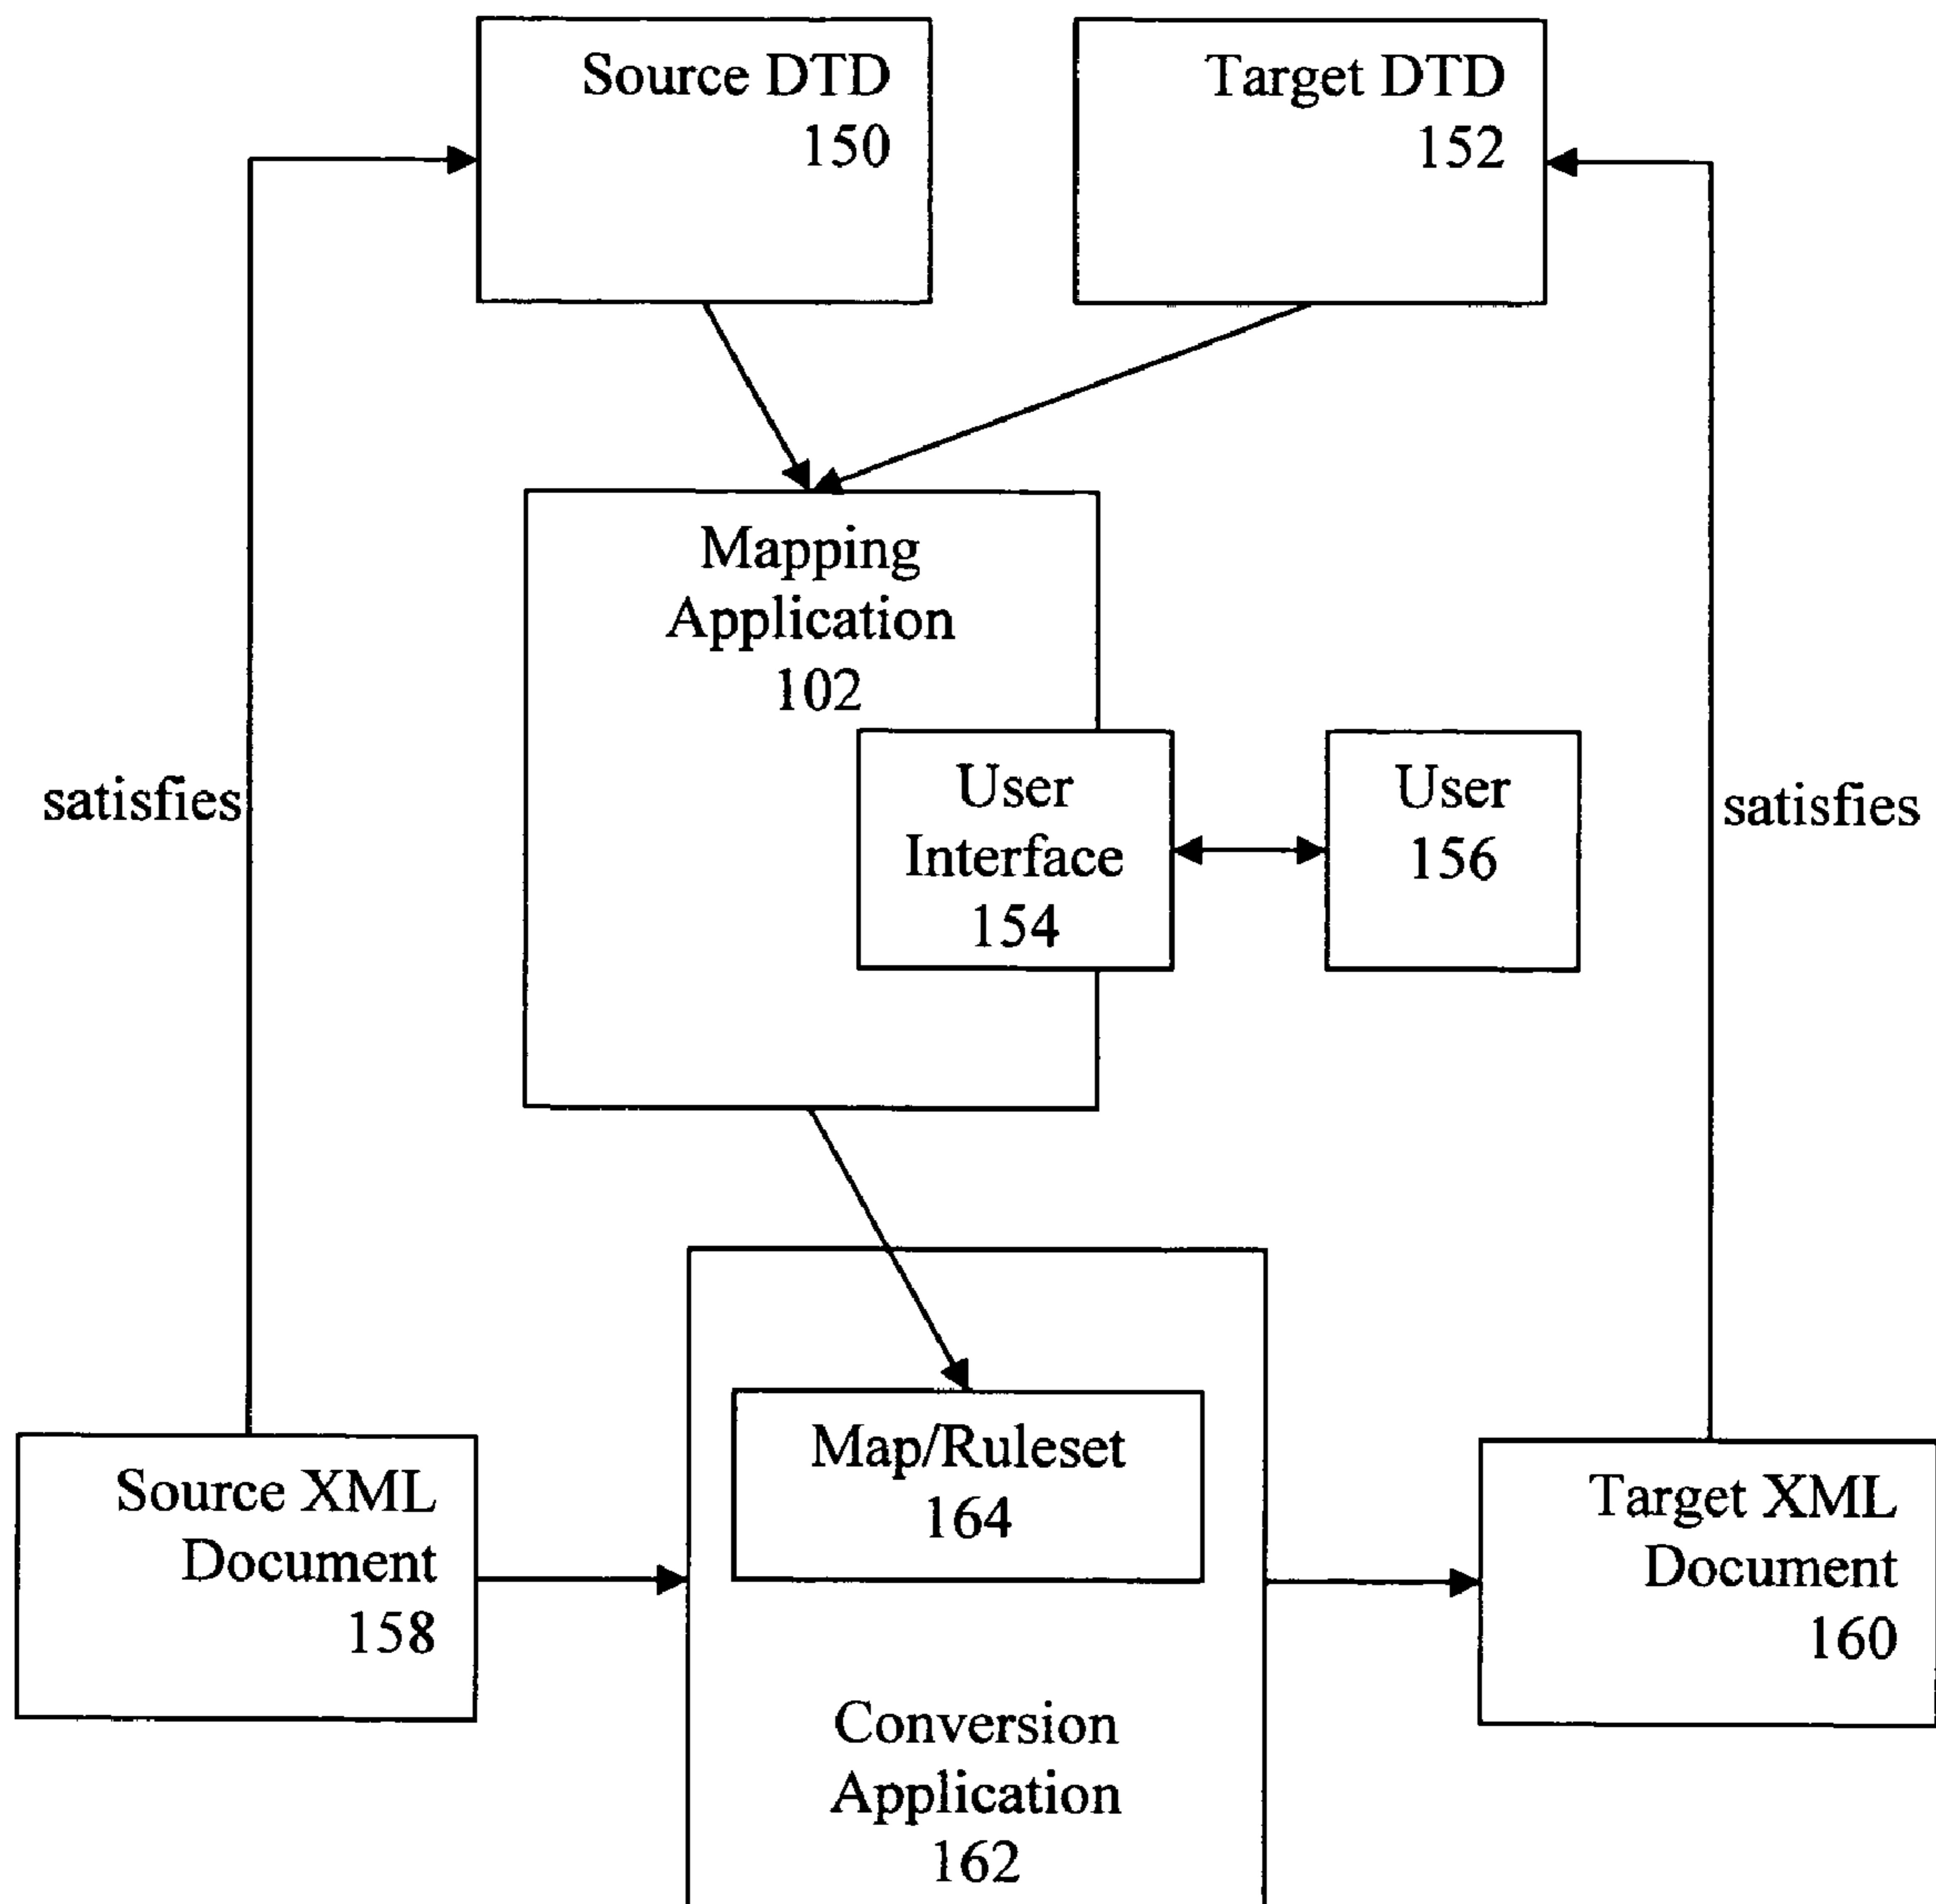 Source DTD
150
Target DTD
152
Mapping
Application
102
User
Interface
154
User
156
satisfies
satisfies
Map/Ruleset
164
Source XML
Document
158
Target XML
Document
160
Conversion
Application
162